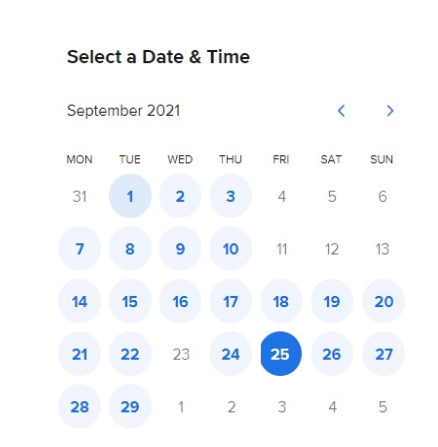 Select a Date & Time
September 2021
MON TUE WED THU FRI SAT SUN
31 1 2 3 4 5 6
7 8 9 10 11 12 13
14 15 16 17 18 19 20
21 22 23 24 25 26 27
28 29 1 2 3 4 5